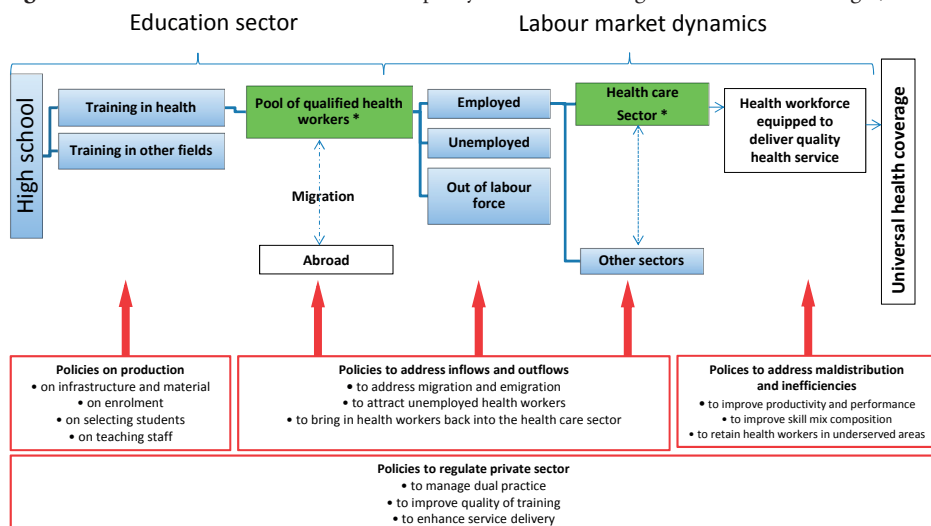 Education sector
Labour market dynamics
High school
Training in health
Training in other fields
Pool of qualified health
workers *
Migration
Abroad
Employed
Unemployed
Out of labour
force
Health care
Sector *
Other sectors
Health workforce
equipped to
deliver quality
health service
Universal health coverage
Policies on production
• on infrastructure and material
• on enrolment
• on selecting students
• on teaching staff
Policies to address inflows and outflows
• to address migration and emigration
• to attract unemployed health workers
• to bring in health workers back into the health care sector
Polices to address maldistribution
and inefficiencies
• to improve productivity and performance
• to improve skill mix composition
• to retain health workers in underserved areas
Policies to regulate private sector
• to manage dual practice
• to improve quality of training
• to enhance service delivery